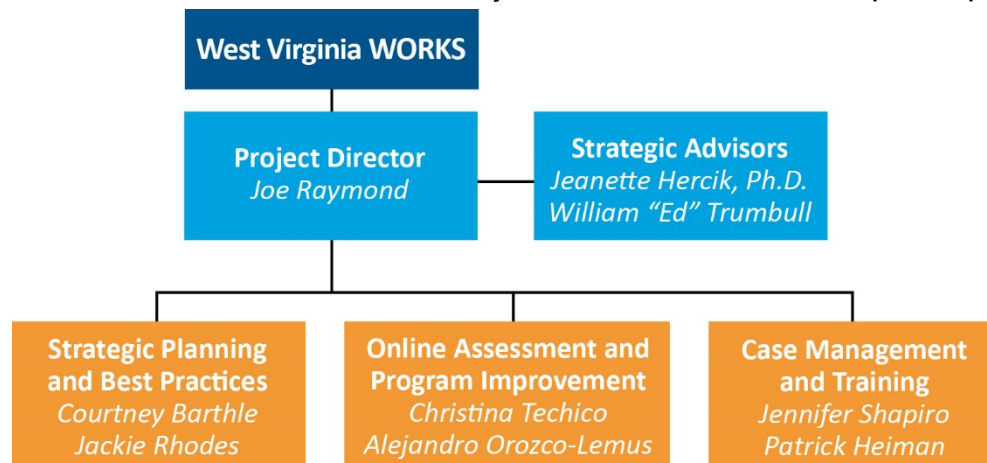 West Virginia WORKS
Project Director
Joe Raymond
Strategic Advisors
Jeanette Hercik, Ph.D.
William “Ed” Trumbull
Strategic Planning
and Best Practices
Courtney Barthle
Jackie Rhodes
Online Assessment and
Program Improvement
Christina Techico
Alejandro Orozco-Lemus
Case Management
and Training
Jennifer Shapiro
Patrick Heiman